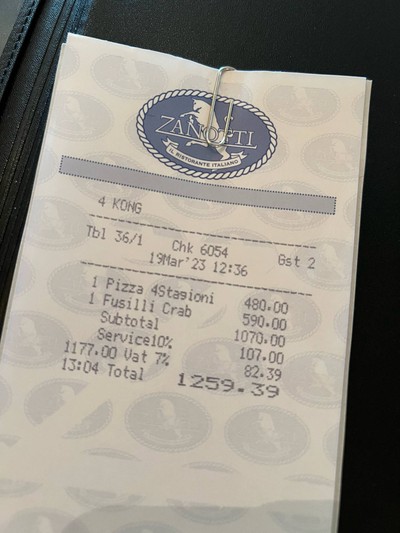 ZANOTTI
IL RISTORANTE ITALIANO
4 KONG
Tbl 36/1 Chk 6054 Gst 2
19Mar'23 12:36
1 Pizza 4Stagioni 480.00
1 Fusilli Crab 590.00
Subtotal 1070.00
Service10% 107.00
1177.00 Vat 7% 82.39
13:04 Total 1259.39